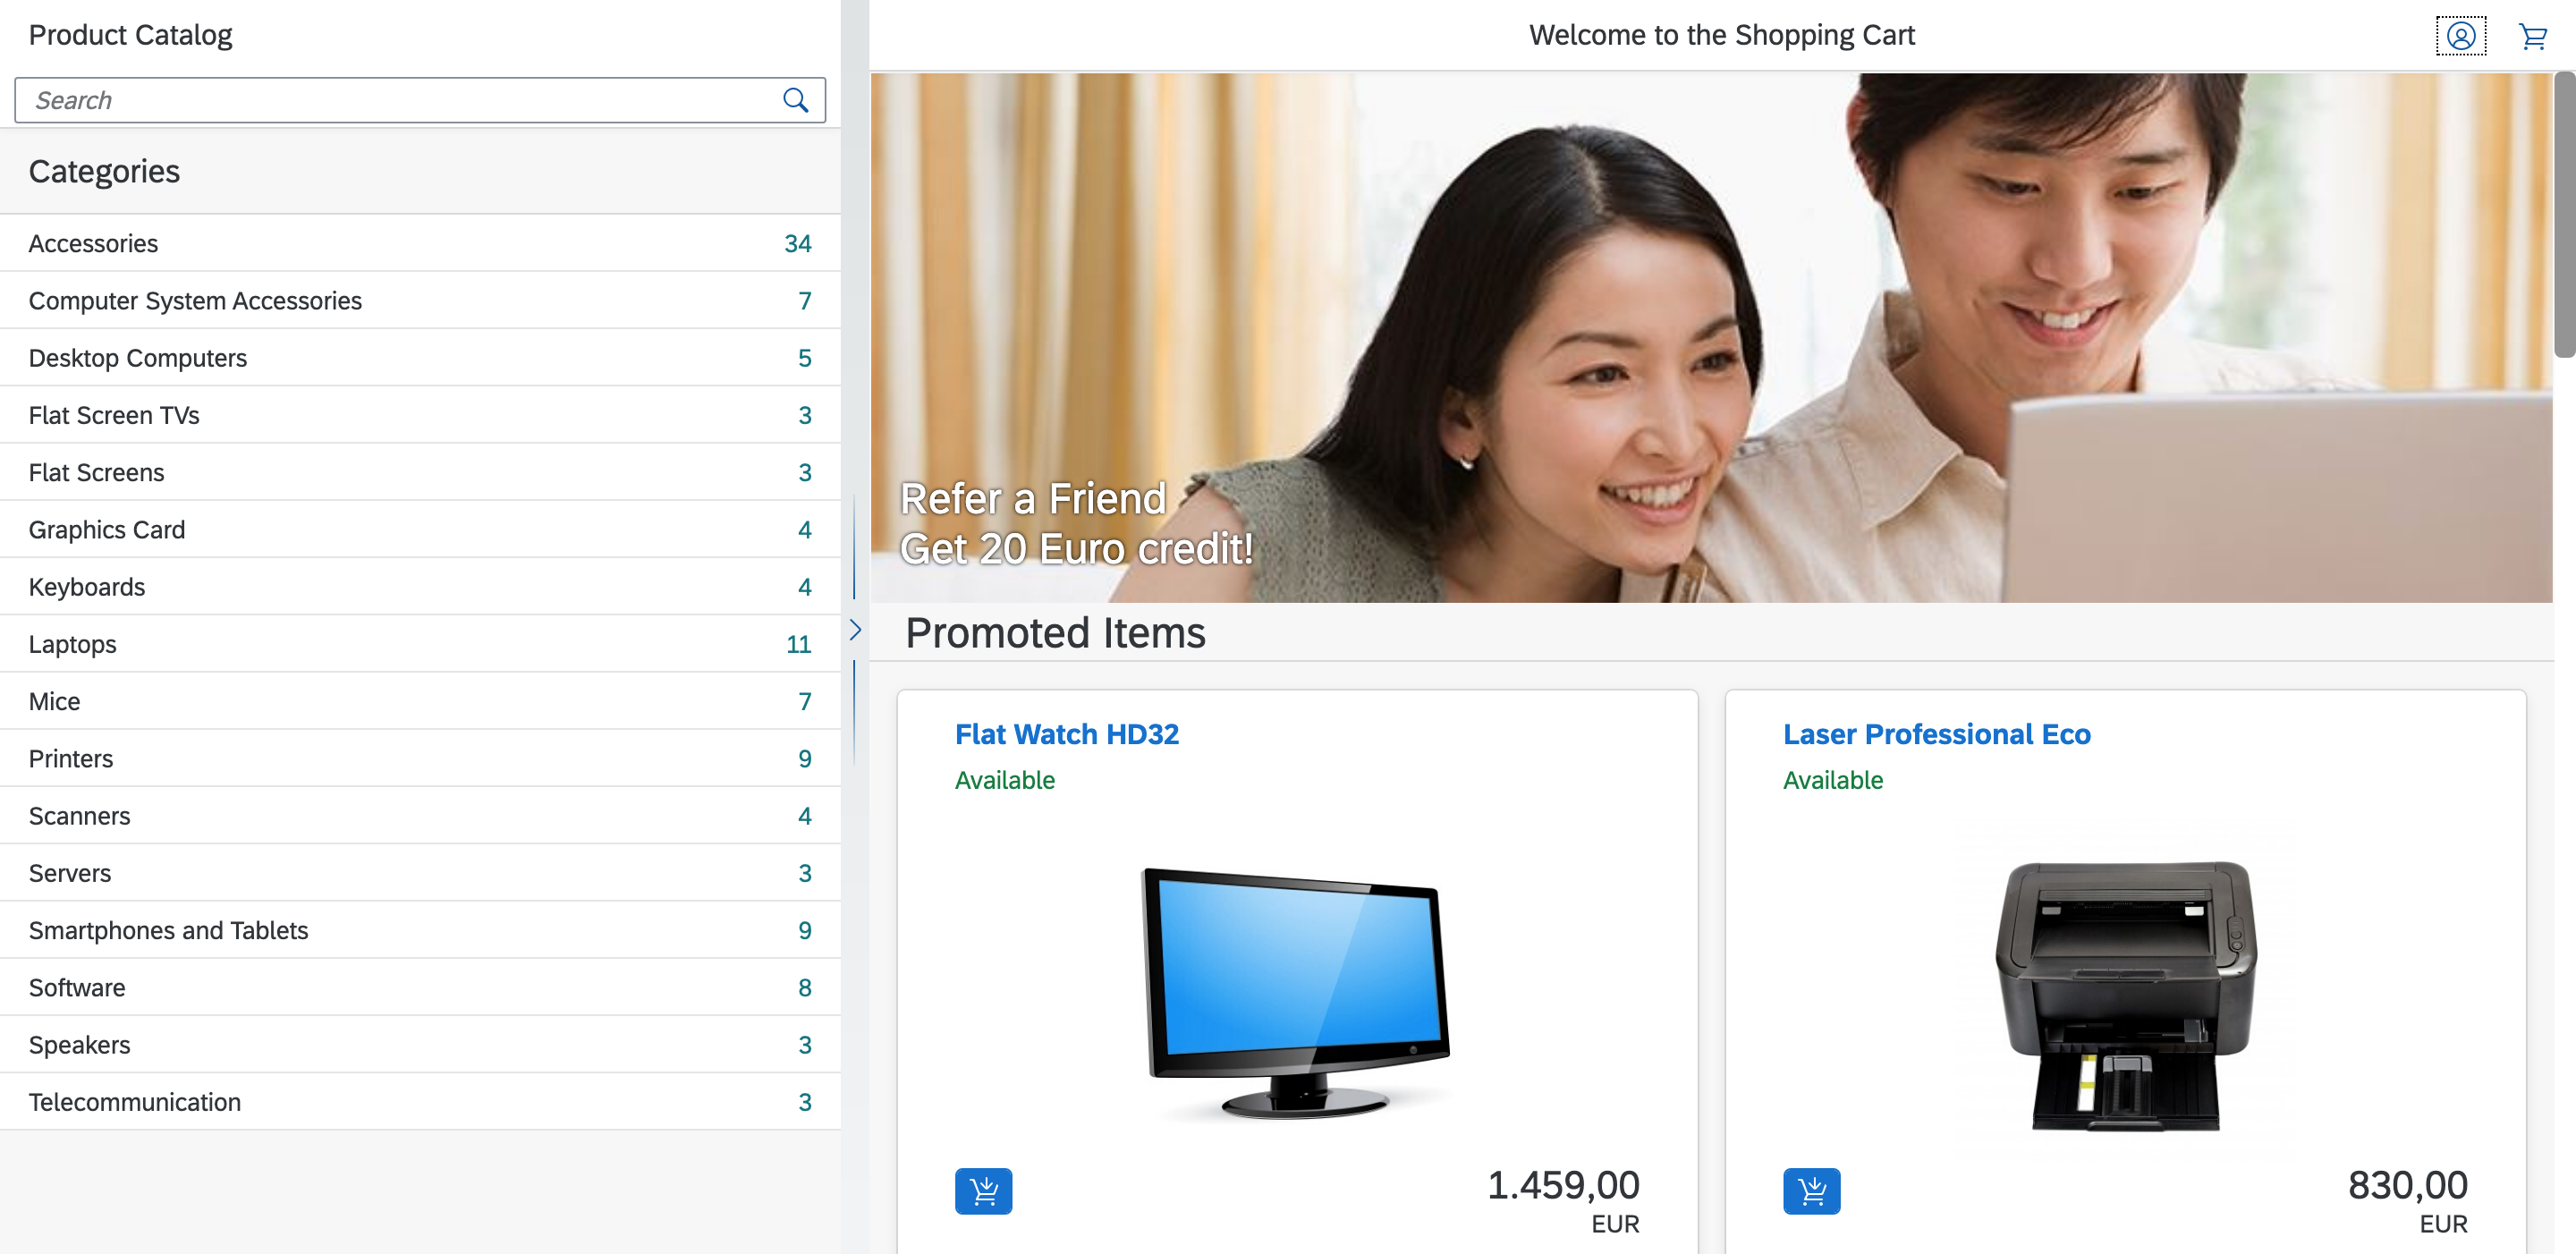 Product Catalog
Search
Categories
Accessories 34
Computer System Accessories 7
Desktop Computers 5
Flat Screen TVs 3
Flat Screens 3
Graphics Card 4
Keyboards 4
Laptops 11
Mice 7
Printers 9
Scanners 4
Servers 3
Smartphones and Tablets 9
Software 8
Speakers 3
Telecommunication 3
Welcome to the Shopping Cart
Refer a Friend
Get 20 Euro credit!
Promoted Items
Flat Watch HD32
Available
1.459,00
EUR
Laser Professional Eco
Available
830,00
EUR